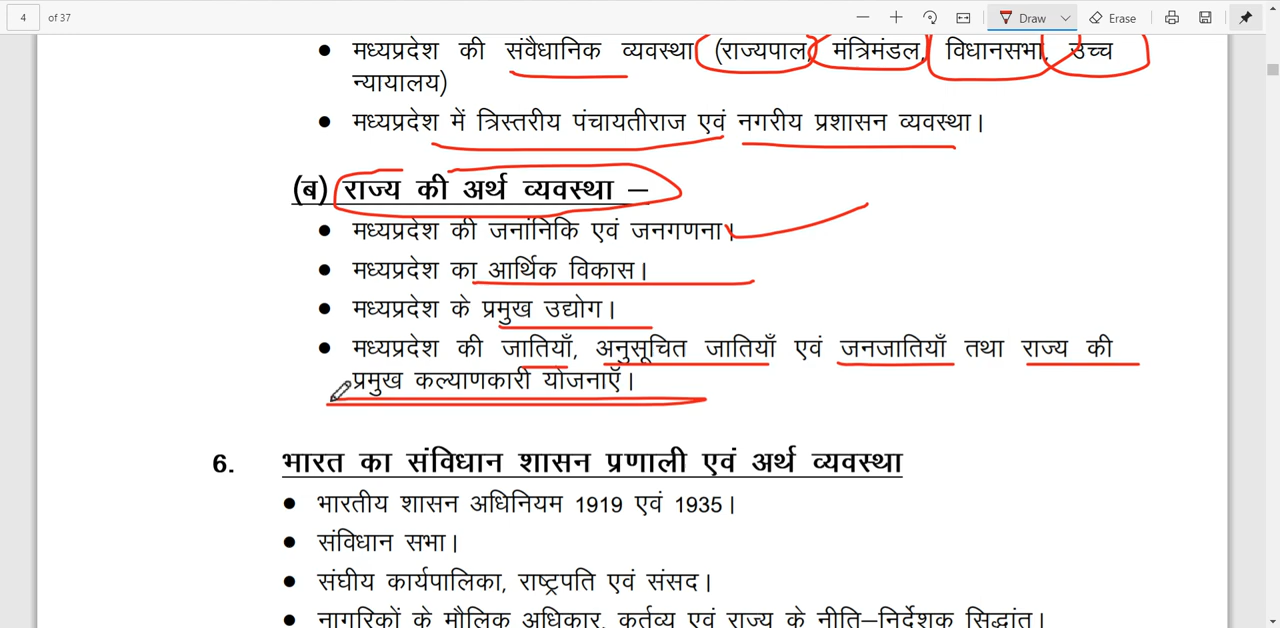 4 of 37 Draw Erase
• मध्यप्रदेश की संवैधानिक व्यवस्था (राज्यपाल, मंत्रिमंडल, विधानसभा, उच्च
न्यायालय)
• मध्यप्रदेश में त्रिस्तरीय पंचायतीराज एवं नगरीय प्रशासन व्यवस्था।
(ब) राज्य की अर्थ व्यवस्था –
• मध्यप्रदेश की जनांनिकि एवं जनगणना।
• मध्यप्रदेश का आर्थिक विकास।
• मध्यप्रदेश के प्रमुख उद्योग।
• मध्यप्रदेश की जातियाँ, अनुसूचित जातियाँ एवं जनजातियाँ तथा राज्य की
प्रमुख कल्याणकारी योजनाएँ।
6. भारत का संविधान शासन प्रणाली एवं अर्थ व्यवस्था
• भारतीय शासन अधिनियम 1919 एवं 1935।
• संविधान सभा।
• संघीय कार्यपालिका, राष्ट्रपति एवं संसद।
• नागरिकों के मौलिक अधिकार, कर्तव्य एवं राज्य के नीति–निर्देशक सिद्धांत।